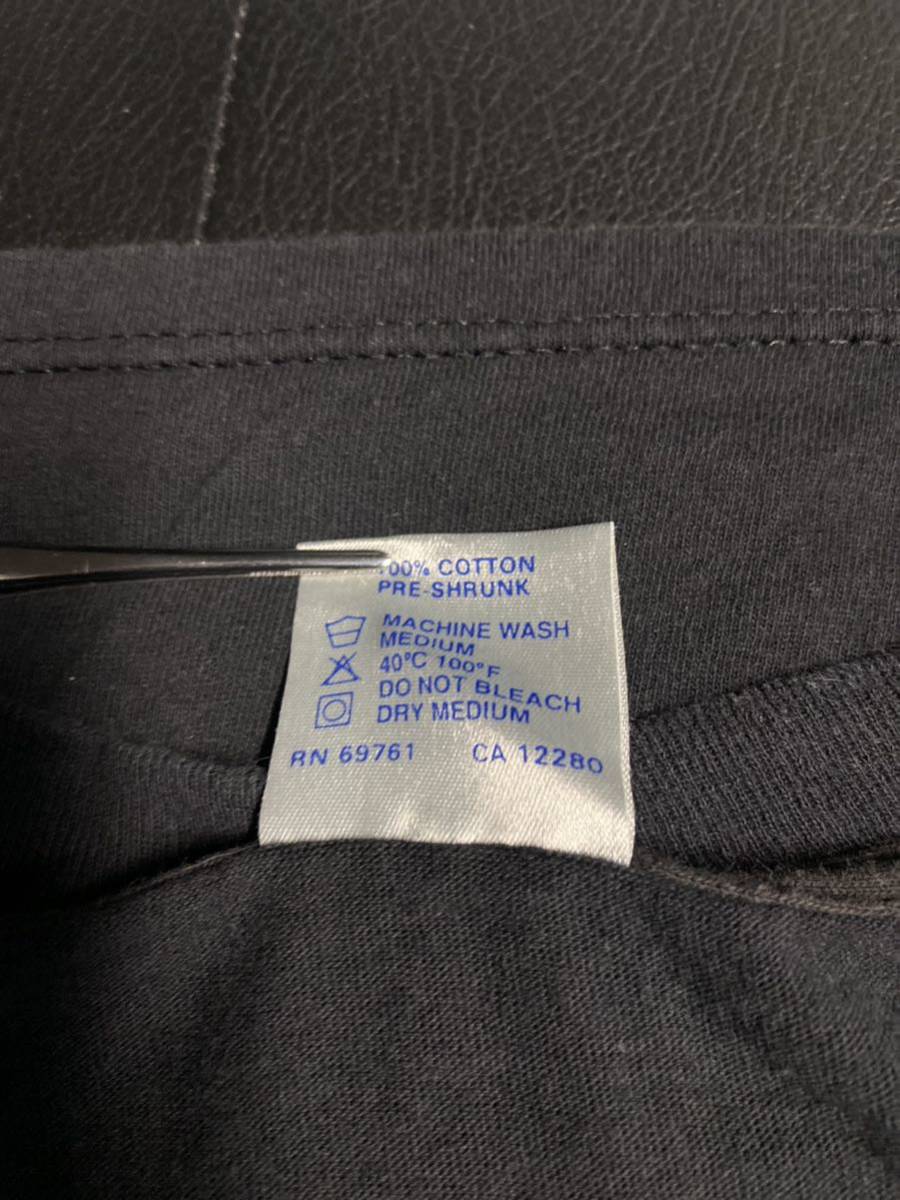 100% COTTON
PRE-SHRUNK
MACHINE WASH
MEDIUM
40°C 100°F
DO NOT BLEACH
DRY MEDIUM
RN 69761 CA 12280